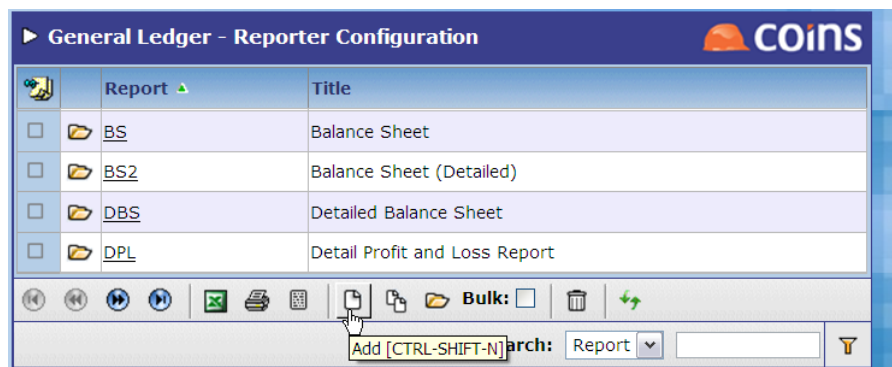 General Ledger - Reporter Configuration
coins
Report Title
BS Balance Sheet
BS2 Balance Sheet (Detailed)
DBS Detailed Balance Sheet
DPL Detail Profit and Loss Report
Bulk:
Add [CTRL-SHIFT-N] arch: Report